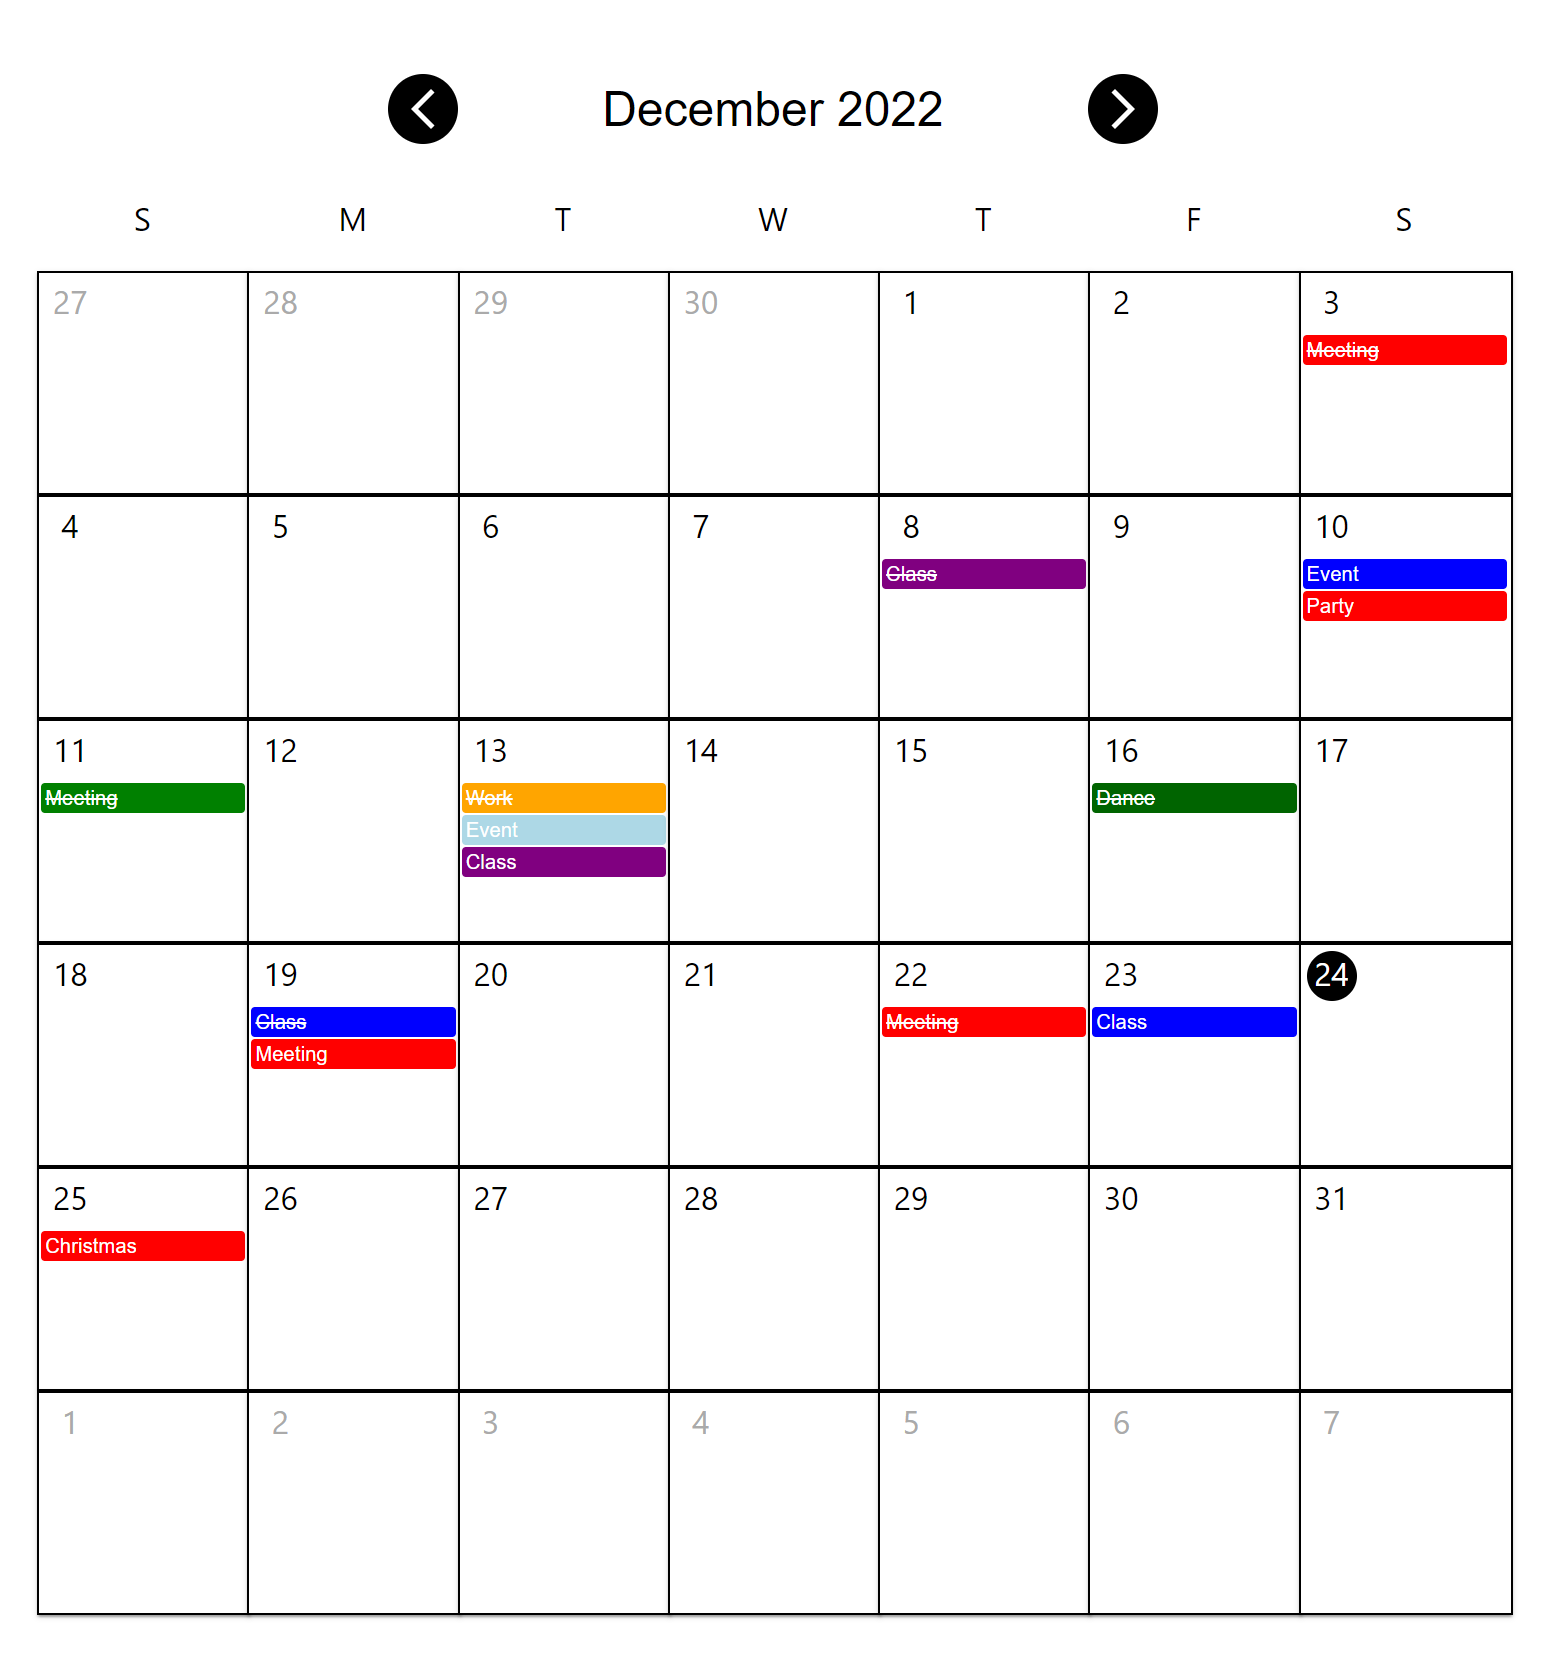 December 2022
S M T W T F S
27 28 29 30 1 2 3
Meeting
4 5 6 7 8 9 10
Class Event
Party
11 12 13 14 15 16 17
Meeting Work Dance
Event
Class
18 19 20 21 22 23 24
Class Meeting Class
Meeting
25 26 27 28 29 30 31
Christmas
1 2 3 4 5 6 7